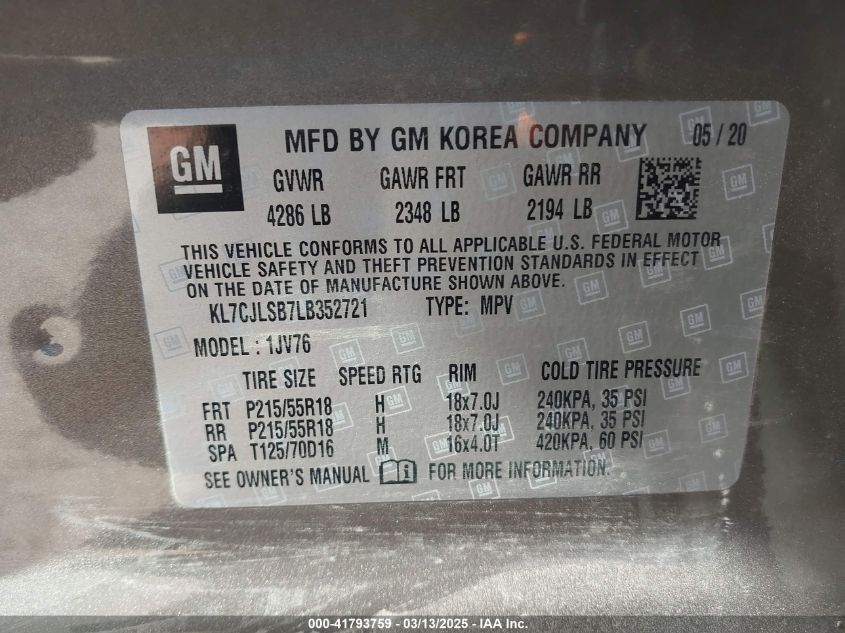 GM
MFD BY GM KOREA COMPANY 05 / 20
GVWR GAWR FRT GAWR RR
4286 LB 2348 LB 2194 LB
THIS VEHICLE CONFORMS TO ALL APPLICABLE U.S. FEDERAL MOTOR
VEHICLE SAFETY AND THEFT PREVENTION STANDARDS IN EFFECT
ON THE DATE OF MANUFACTURE SHOWN ABOVE.
KL7CJLSB7LB352721 TYPE: MPV
MODEL : 1JV76
TIRE SIZE SPEED RTG RIM COLD TIRE PRESSURE
FRT P215/55R18 H 18x7.0J 240KPA, 35 PSI
RR P215/55R18 H 18x7.0J 240KPA, 35 PSI
SPA T125/70D16 M 16x4.0T 420KPA, 60 PSI
SEE OWNER'S MANUAL i FOR MORE INFORMATION.
000-41793759 - 03/13/2025 - IAA Inc.